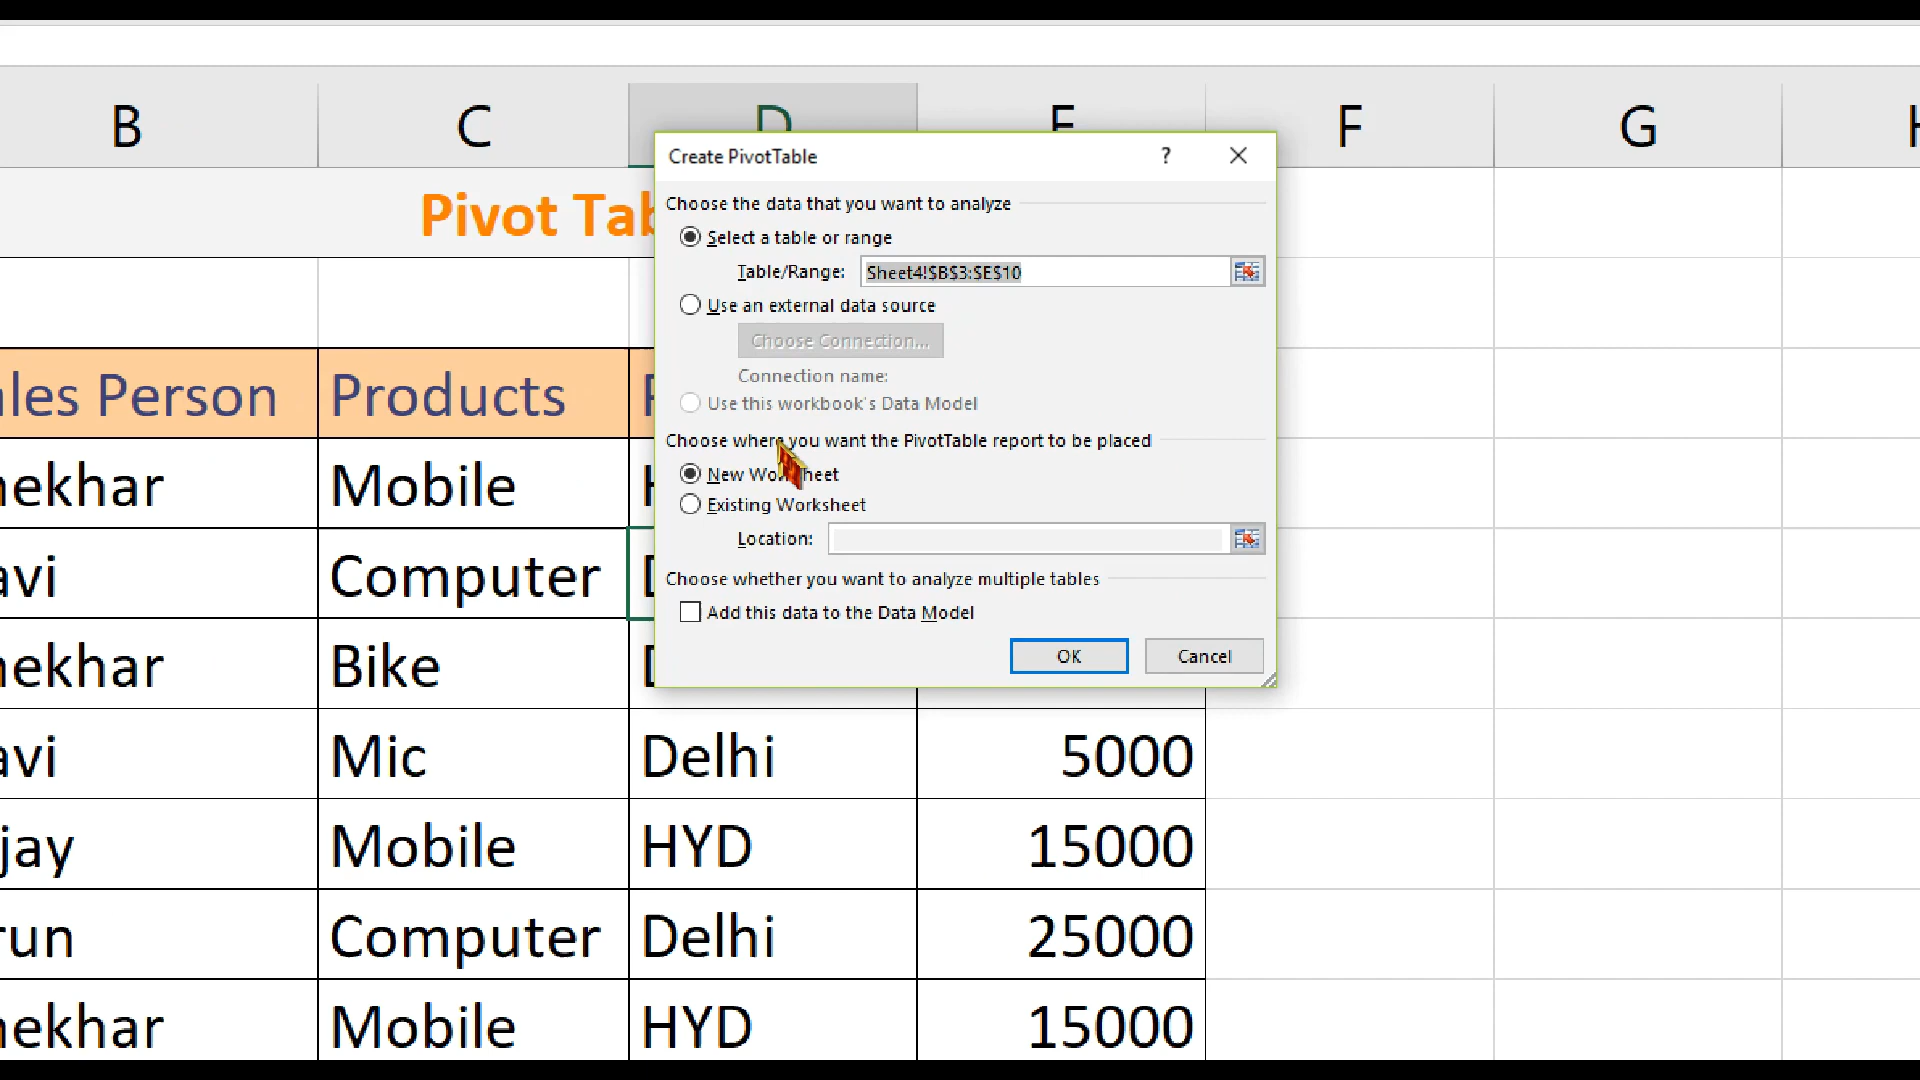 B C D E F G H
Pivot Tab
Create PivotTable ?
Choose the data that you want to analyze
Select a table or range
Table/Range: Sheet4!$B$3:$E$10
Use an external data source
Choose Connection...
Connection name:
Use this workbook's Data Model
Choose where you want the PivotTable report to be placed
New Worksheet
Existing Worksheet
Location:
Choose whether you want to analyze multiple tables
Add this data to the Data Model
OK Cancel
ales Person Products
hekhar Mobile H
avi Computer D
hekhar Bike D
avi Mic Delhi 5000
jay Mobile HYD 15000
run Computer Delhi 25000
hekhar Mobile HYD 15000